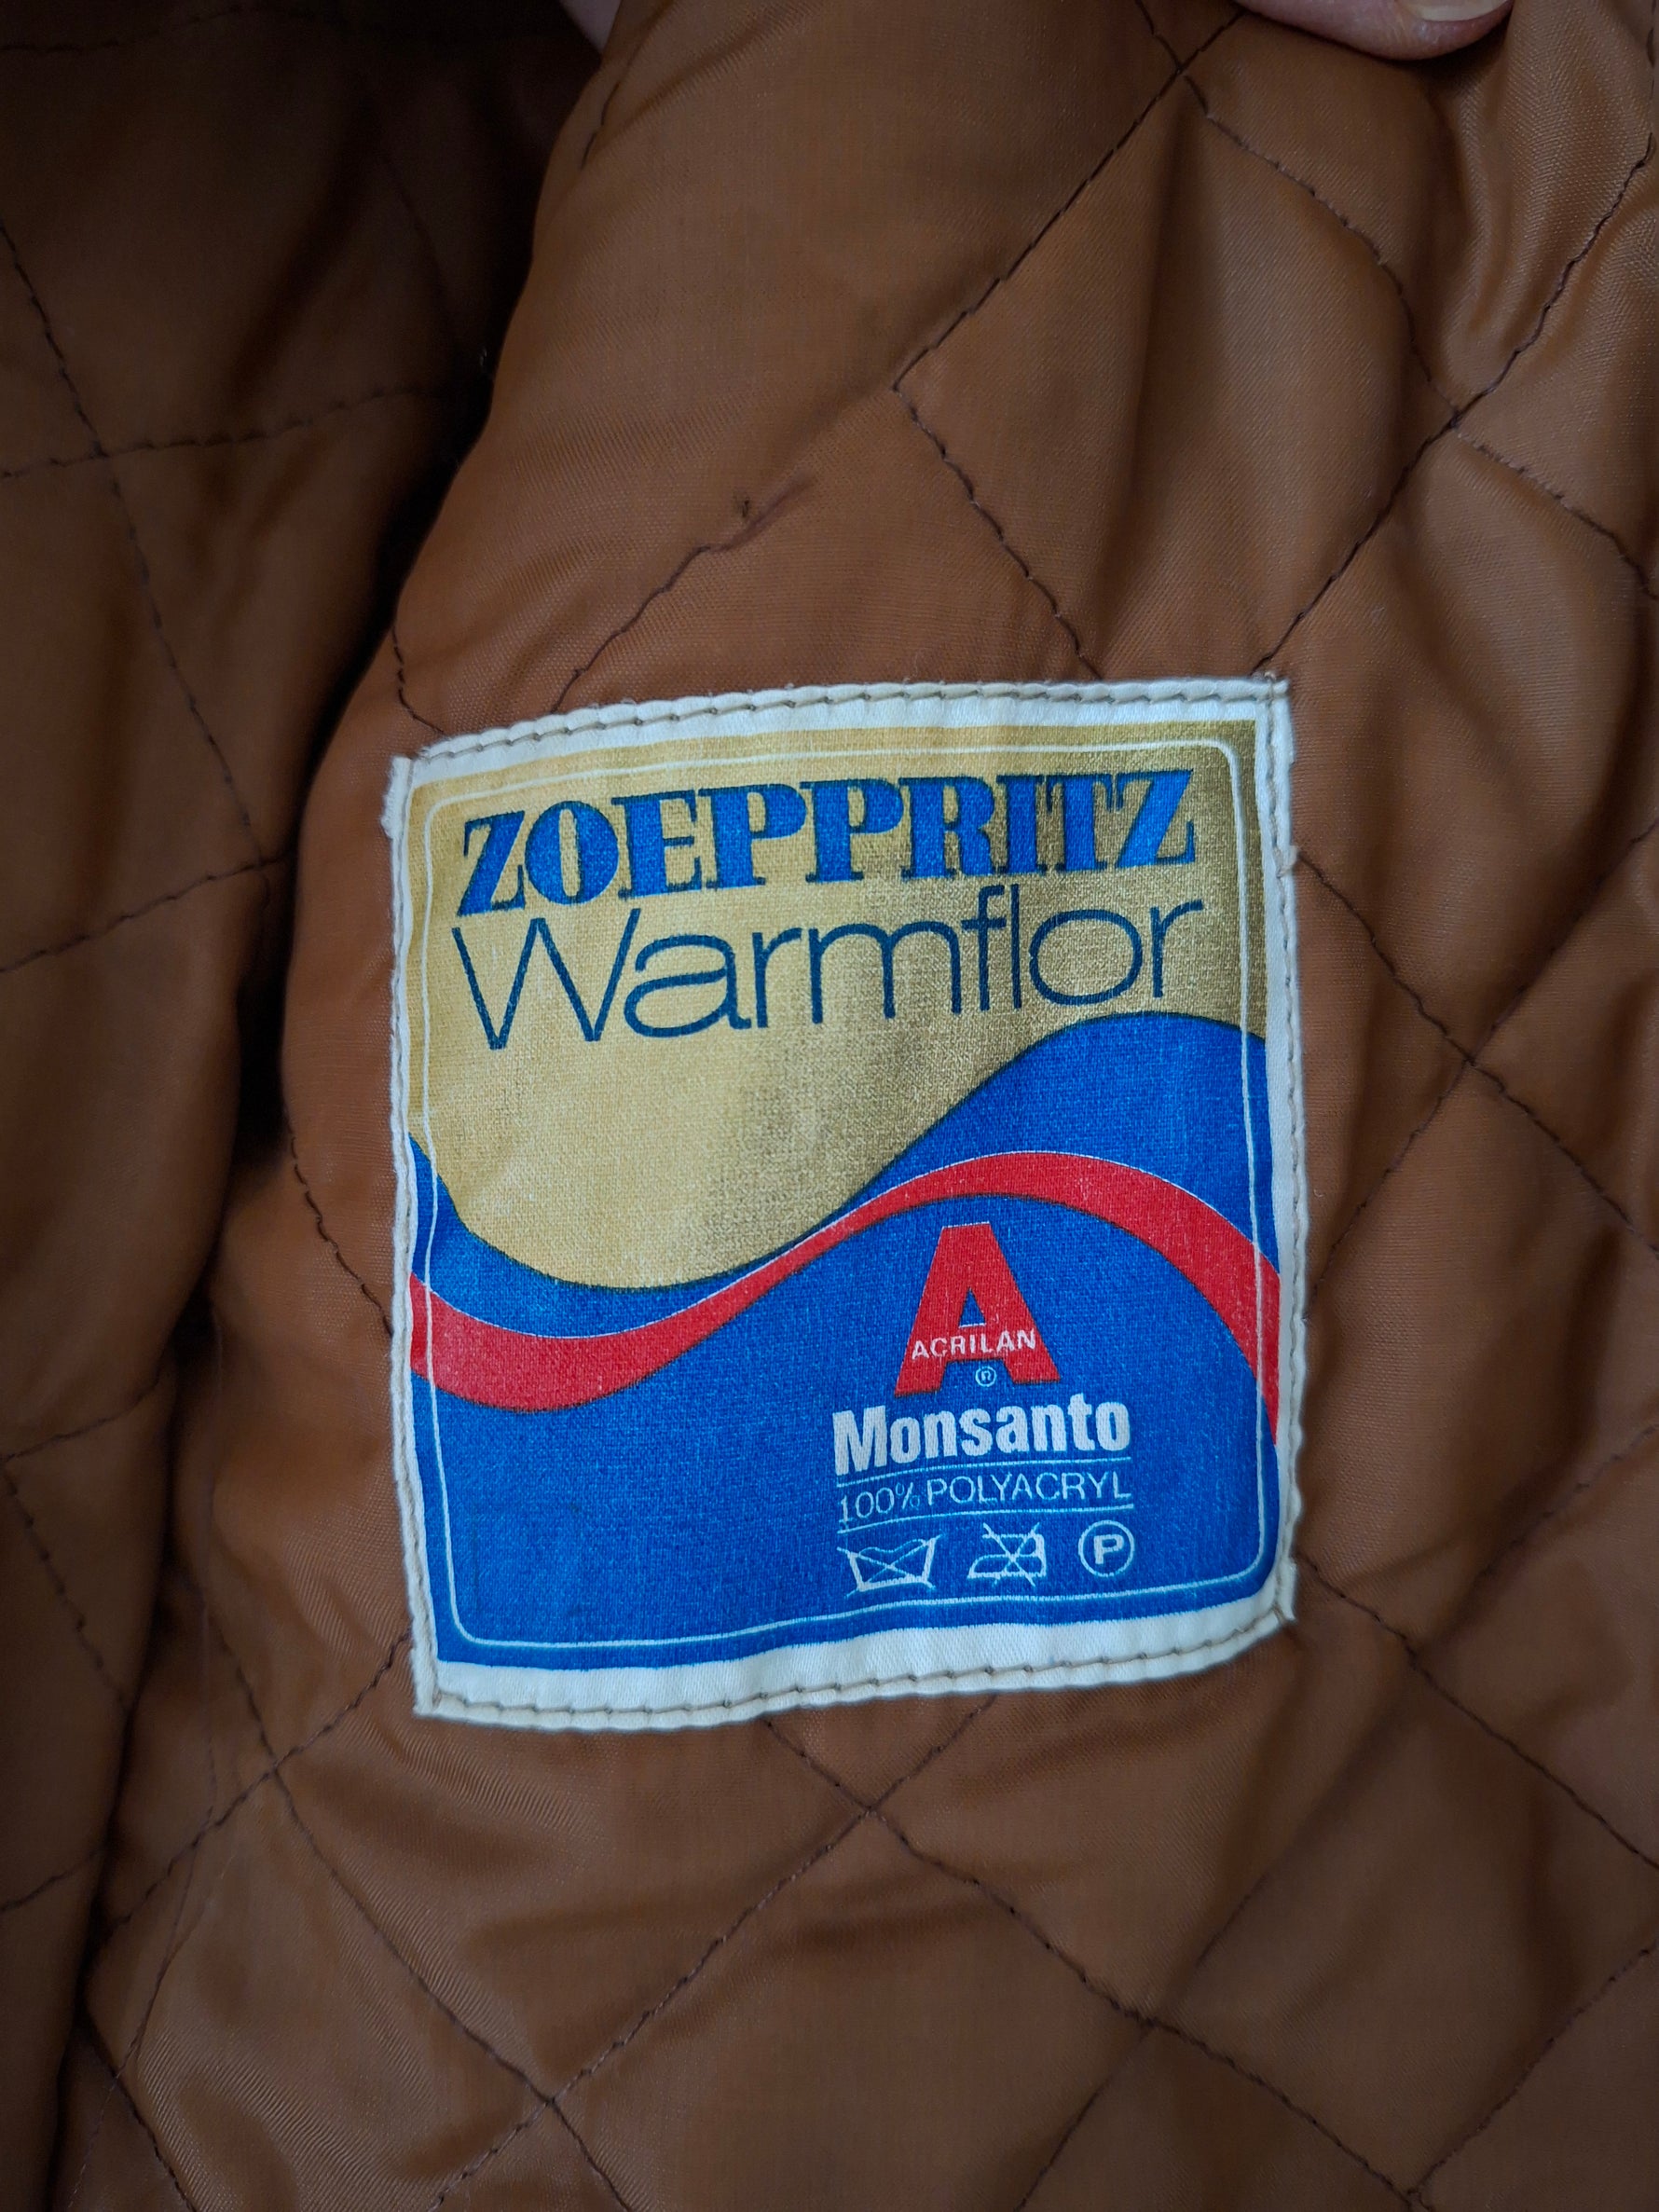 ZOEPPRITZ
Warmflor
A
ACRILAN
®
Monsanto
100% POLYACRYL
P